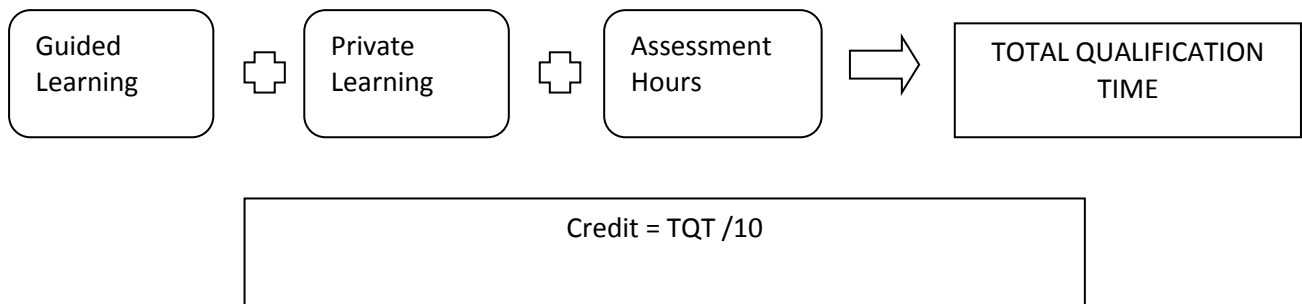 Guided
Learning
Private
Learning
Assessment
Hours
TOTAL QUALIFICATION
TIME
Credit = TQT /10